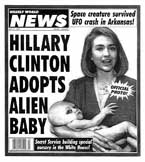 WEEKLY WORLD
NEWS
Space creature survived
UFO crash in Arkansas!
HILLARY
CLINTON
ADOPTS
ALIEN
BABY
OFFICIAL
PHOTO!
Secret Service building special
nursery in the White House!